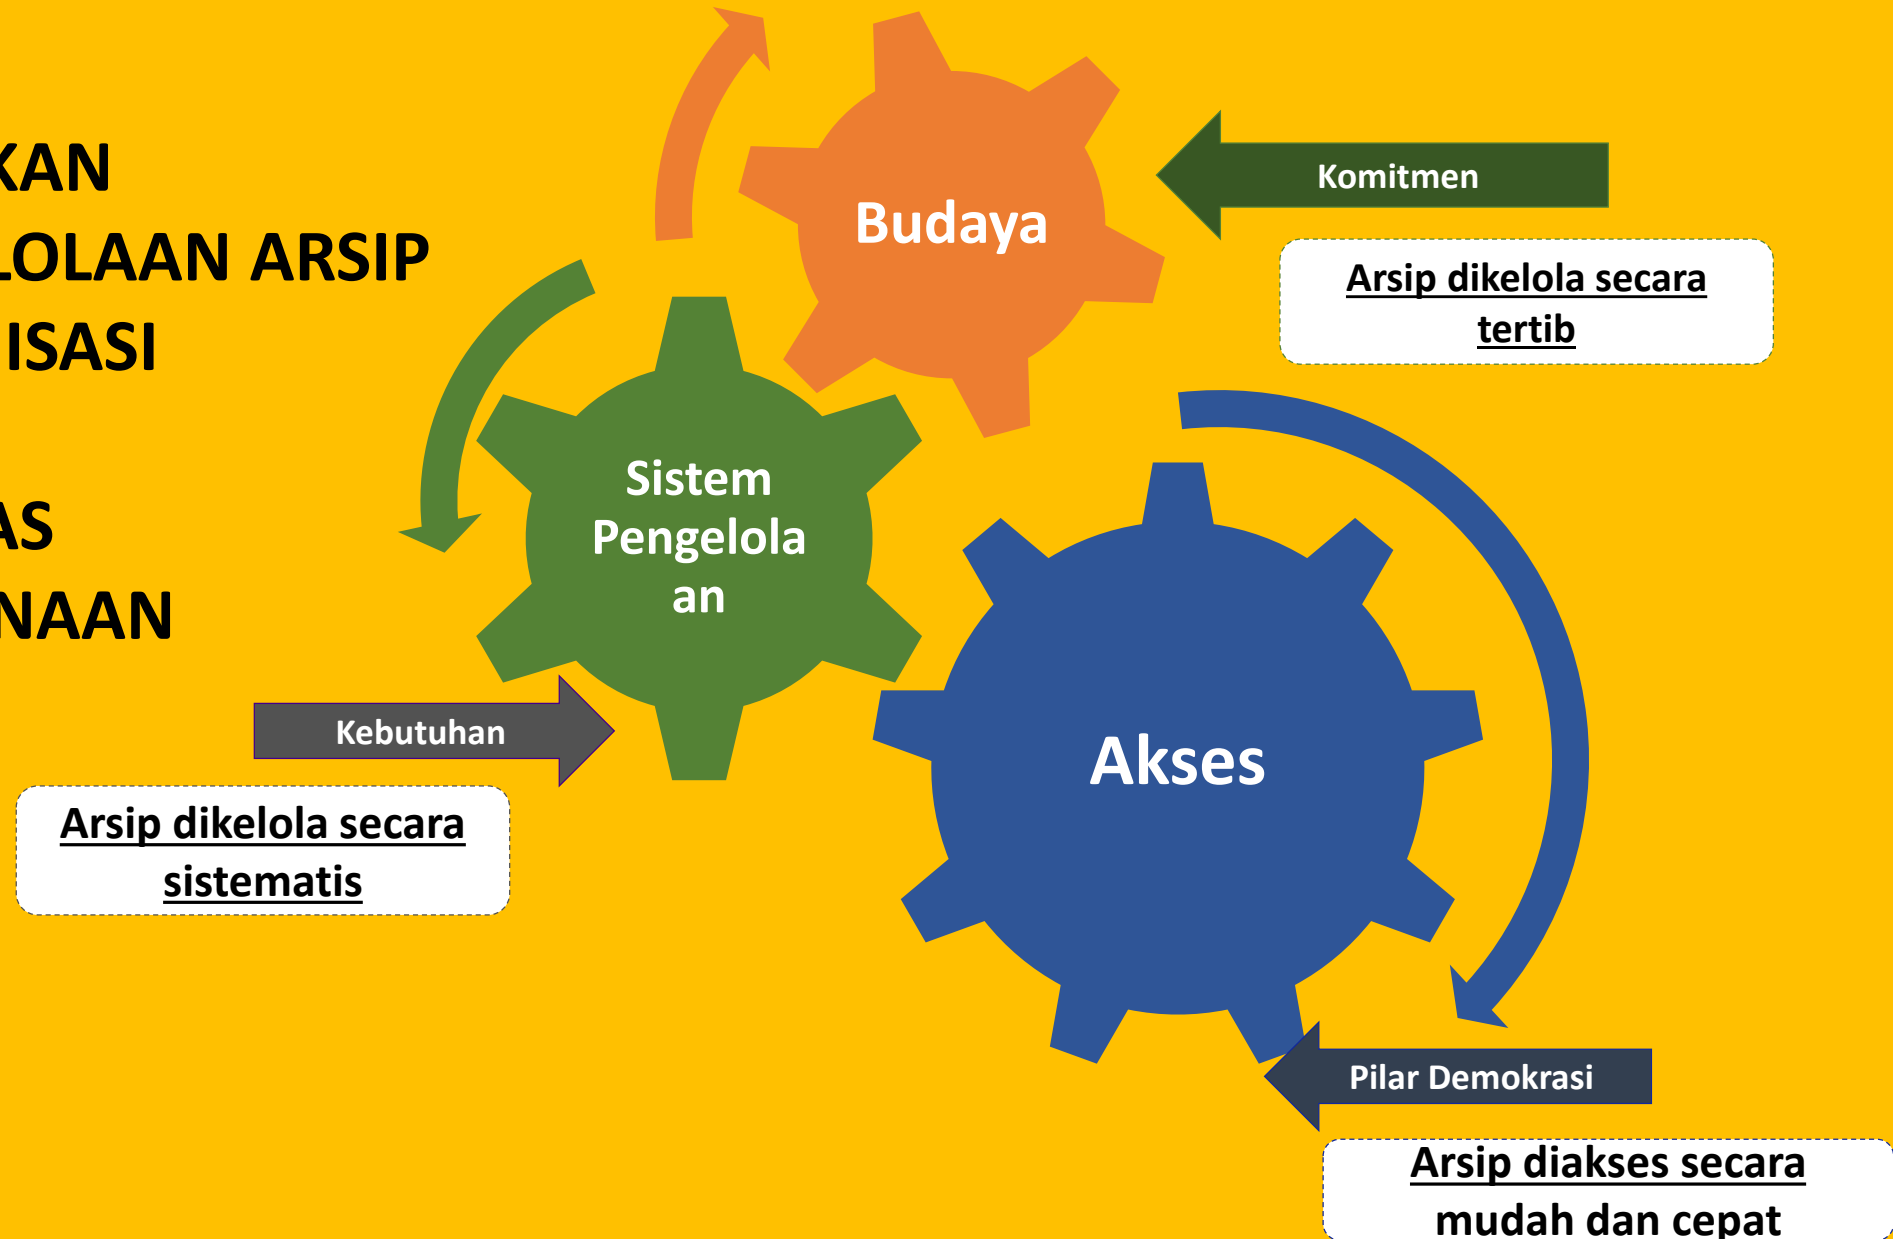 KAN
LOLAAN ARSIP
ISASI
AS
NAAN
Budaya
Komitmen
Arsip dikelola secara
tertib
Sistem
Pengelola
an
Kebutuhan
Arsip dikelola secara
sistematis
Akses
Pilar Demokrasi
Arsip diakses secara
mudah dan cepat